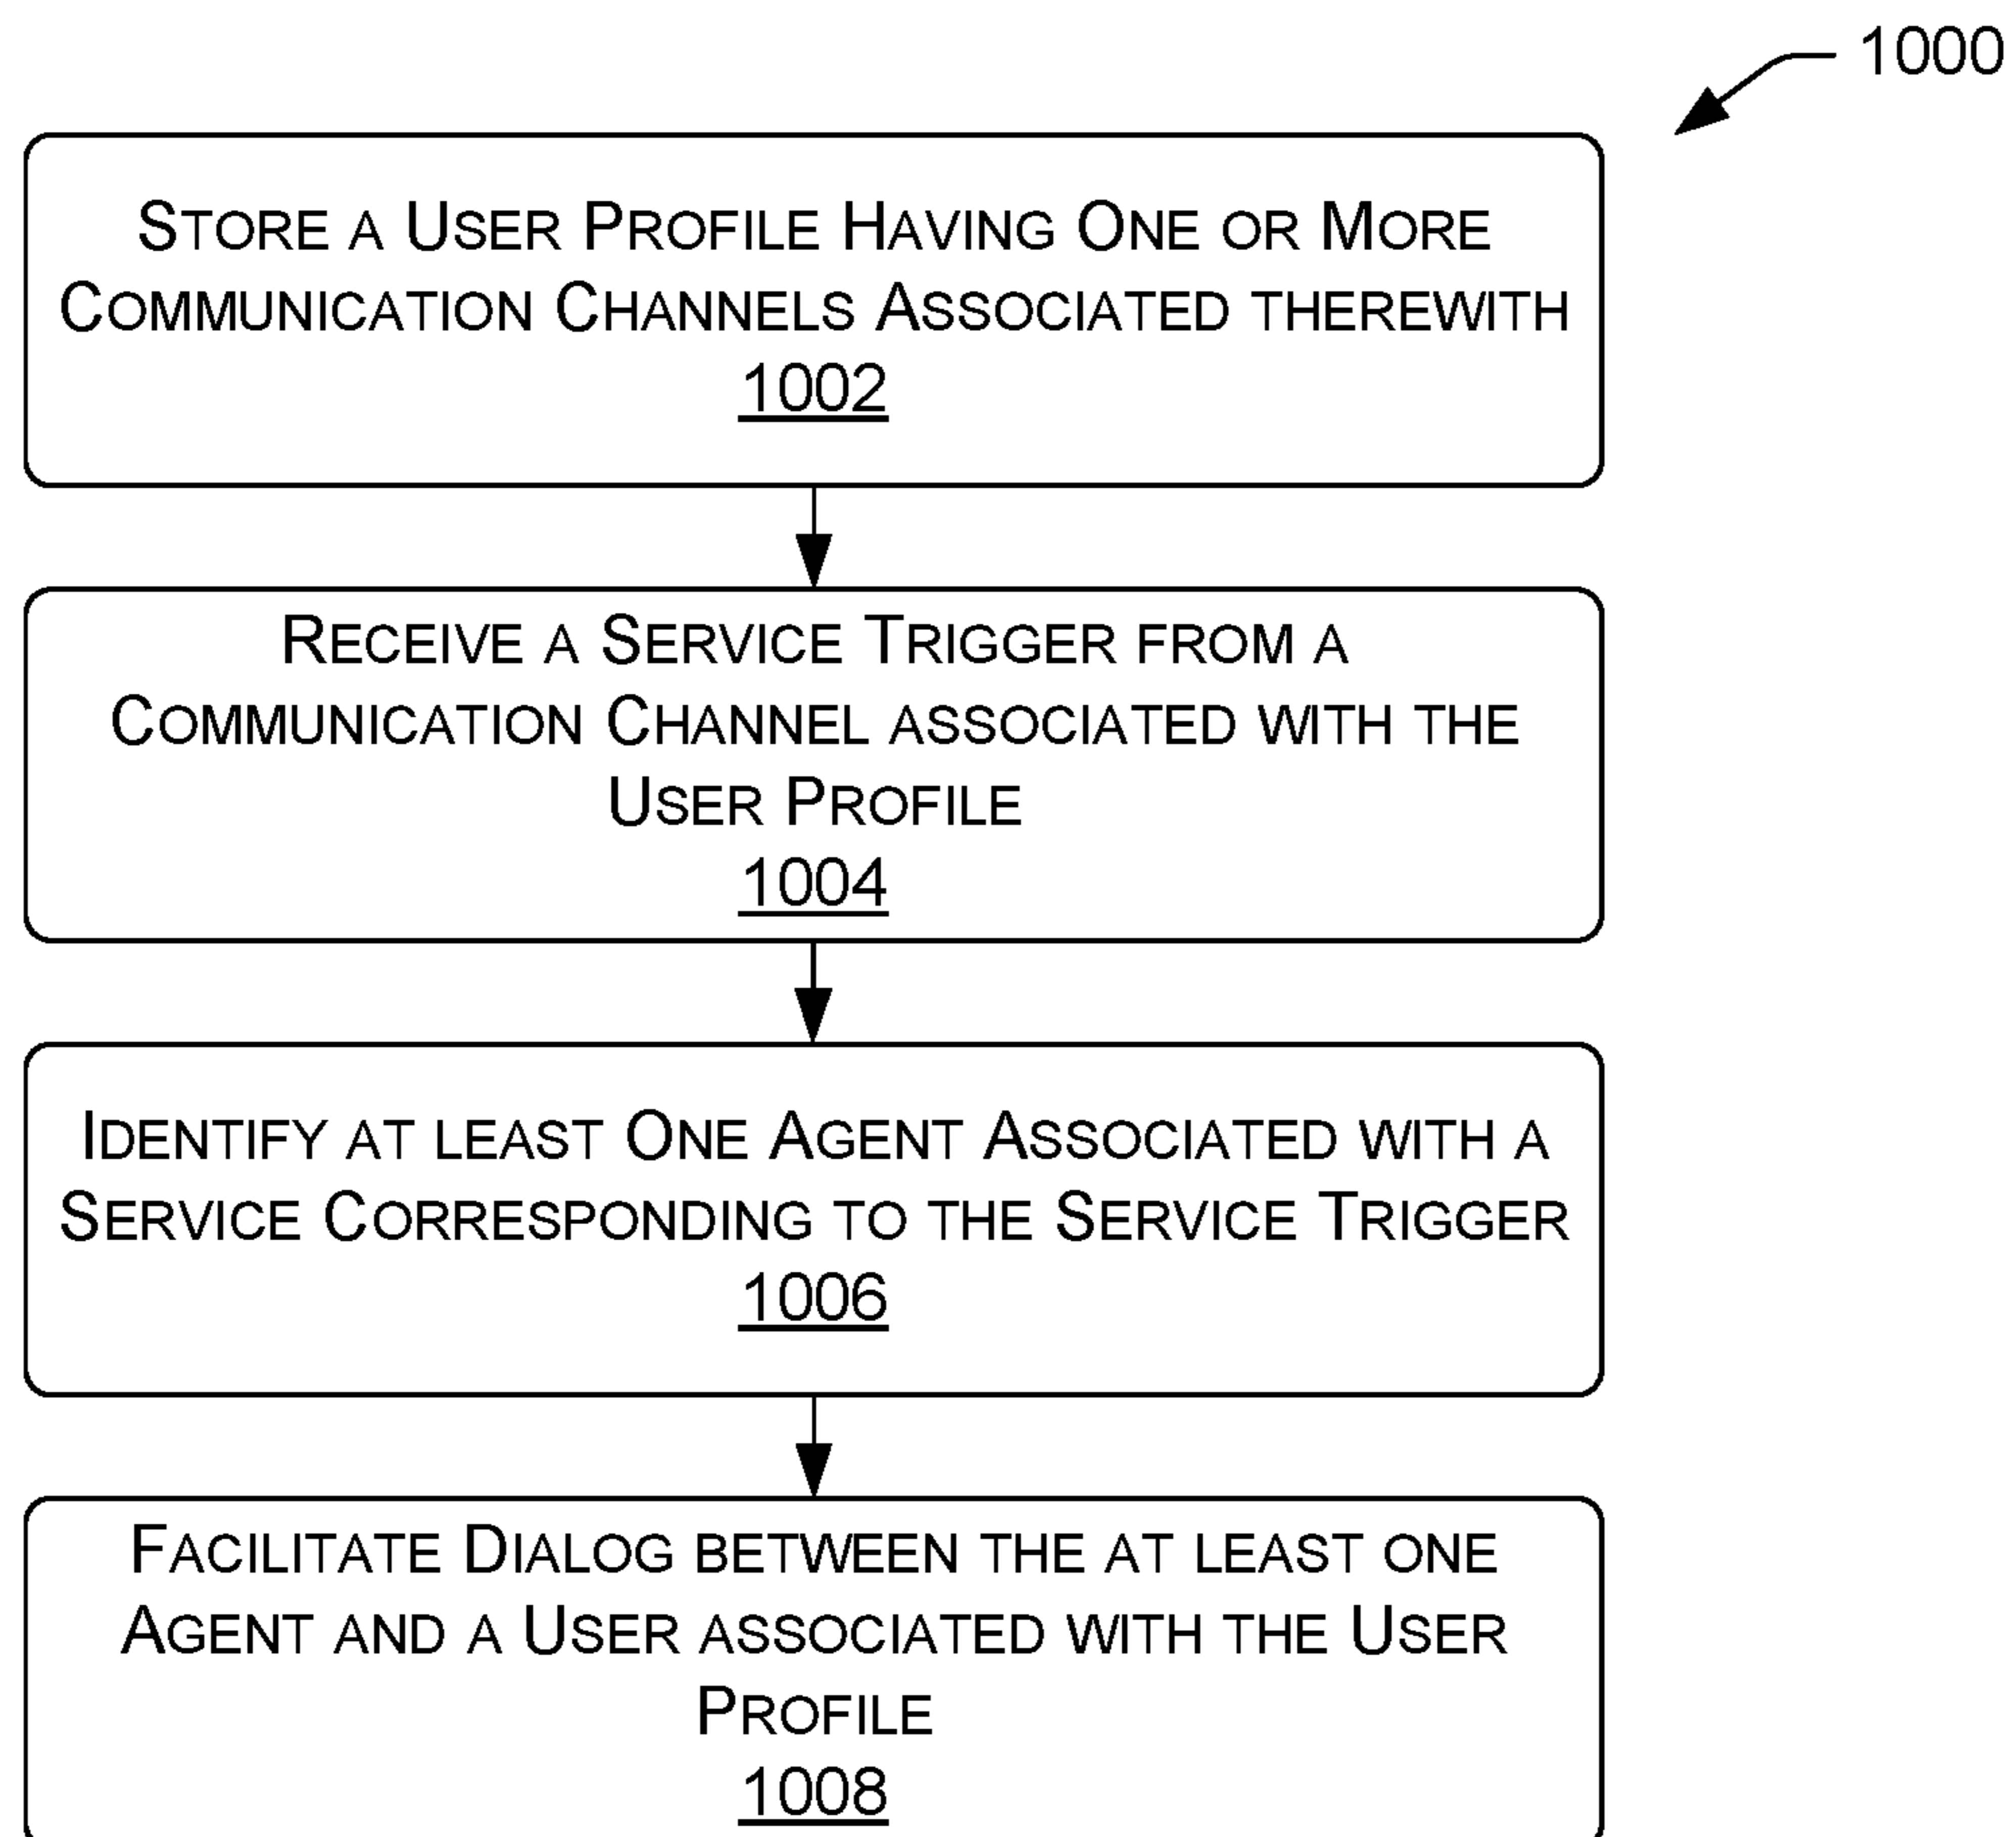 1000
Store a User Profile Having One or More
Communication Channels Associated therewith
1002
Receive a Service Trigger from a
Communication Channel associated with the
User Profile
1004
Identify at least One Agent Associated with a
Service Corresponding to the Service Trigger
1006
Facilitate Dialog between the at least one
Agent and a User associated with the User
Profile
1008